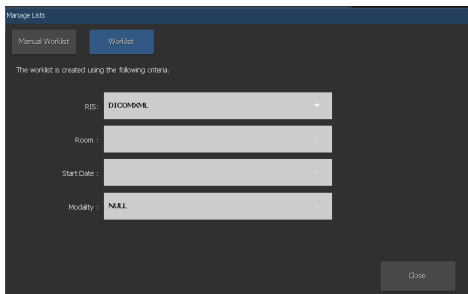 Manage Lists
Manual Worklist
Worklist
The worklist is created using the following criteria.
RIS:
DICOMXML
Room :
Start Date :
Modality :
NULL
Close